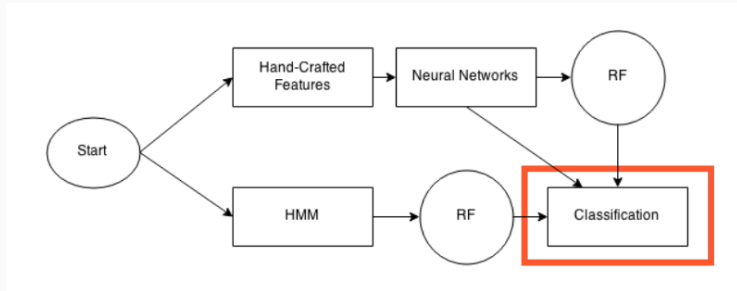 Hand-Crafted
Features
Neural Networks
RF
Start
HMM
RF
Classification